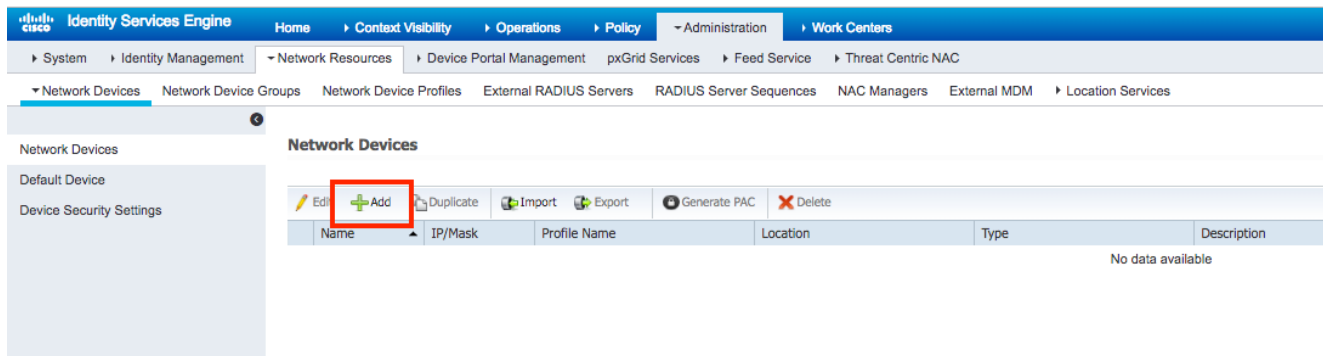 cisco Identity Services Engine Home Context Visibility Operations Policy Administration Work Centers
System Identity Management Network Resources Device Portal Management pxGrid Services Feed Service Threat Centric NAC
Network Devices Network Device Groups Network Device Profiles External RADIUS Servers RADIUS Server Sequences NAC Managers External MDM Location Services
Network Devices
Default Device
Device Security Settings
Network Devices
Edit Add Duplicate Import Export Generate PAC Delete
Name IP/Mask Profile Name Location Type Description
No data available